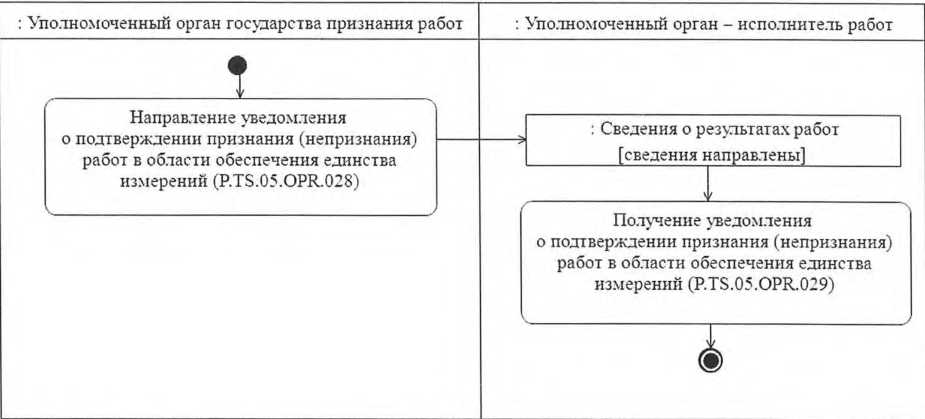 : Уполномоченный орган государства признания работ
: Уполномоченный орган – исполнитель работ
Направление уведомления
о подтверждении признания (непризнания)
работ в области обеспечения единства
измерений (P.TS.05.OPR.028)
: Сведения о результатах работ
[сведения направлены]
Получение уведомления
о подтверждении признания (непризнания)
работ в области обеспечения единства
измерений (P.TS.05.OPR.029)